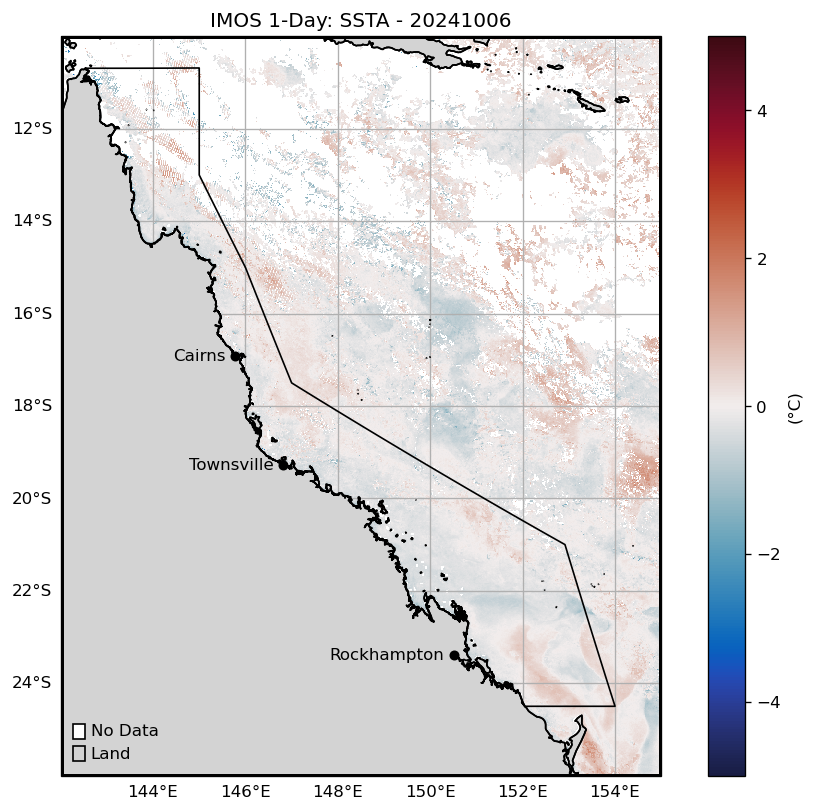 IMOS 1-Day: SSTA - 20241006
12°S
14°S
16°S
18°S
20°S
22°S
24°S
Cairns
Townsville
Rockhampton
No Data
Land
144°E 146°E 148°E 150°E 152°E 154°E
4
2
0
−2
−4
(°C)